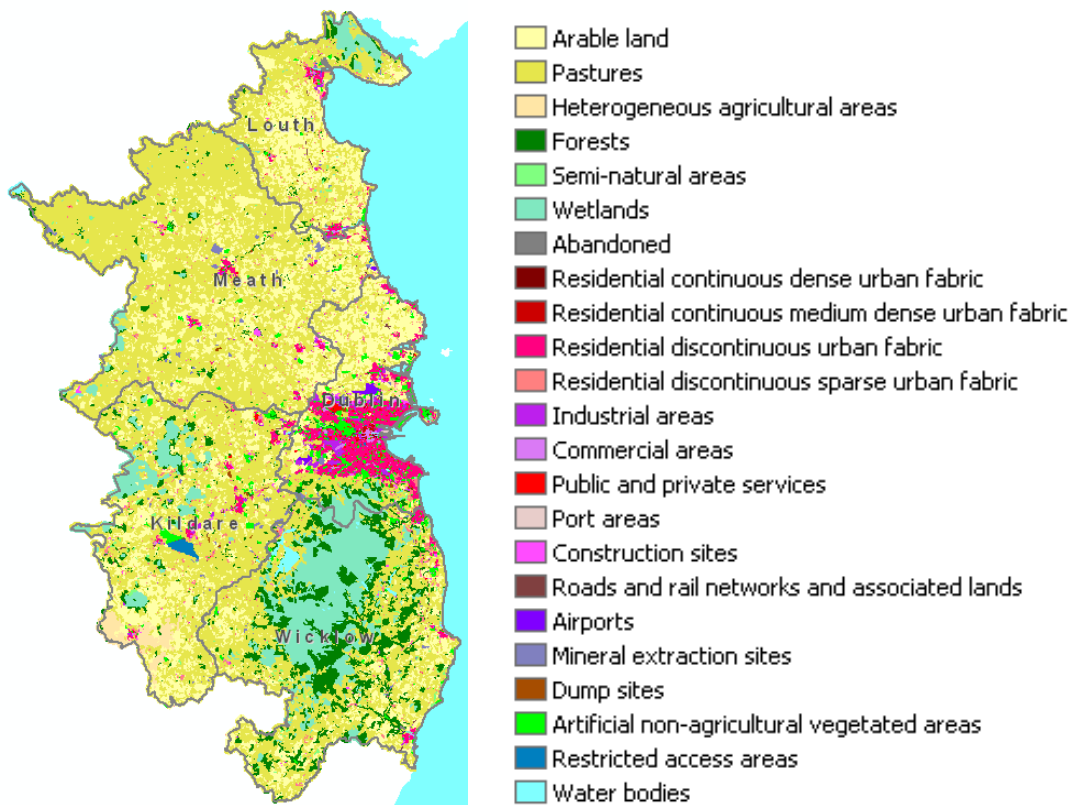 Louth
Meath
Dublin
Kildare
Wicklow
Arable land
Pastures
Heterogeneous agricultural areas
Forests
Semi-natural areas
Wetlands
Abandoned
Residential continuous dense urban fabric
Residential continuous medium dense urban fabric
Residential discontinuous urban fabric
Residential discontinuous sparse urban fabric
Industrial areas
Commercial areas
Public and private services
Port areas
Construction sites
Roads and rail networks and associated lands
Airports
Mineral extraction sites
Dump sites
Artificial non-agricultural vegetated areas
Restricted access areas
Water bodies